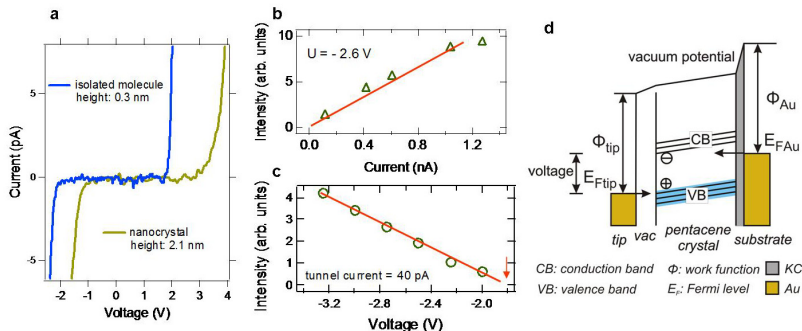 a
Current (pA)
5
0
-5
isolated molecule
height: 0.3 nm
nanocrystal
height: 2.1 nm
-2 -1 0 1 2 3 4
Voltage (V)
b
Intensity (arb. units)
10
5
0
U = - 2.6 V
0.0 0.4 0.8 1.2
Current (nA)
c
Intensity (arb. units)
4
3
2
1
0
tunnel current = 40 pA
-3.2 -2.8 -2.4 -2.0
Voltage (V)
d
vacuum potential
Φtip
ΦAu
CB
EFAu
voltage
EFtip
VB
tip vac pentacene crystal substrate
CB: conduction band Φ: work function KCl
VB: valence band EF: Fermi level Au